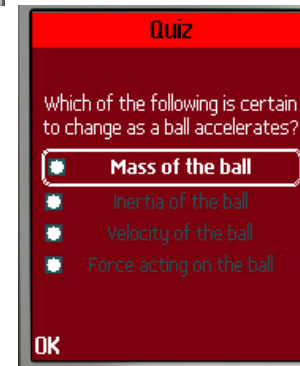 Quiz
Which of the following is certain
to change as a ball accelerates?
Mass of the ball
Inertia of the ball
Velocity of the ball
Force acting on the ball
OK